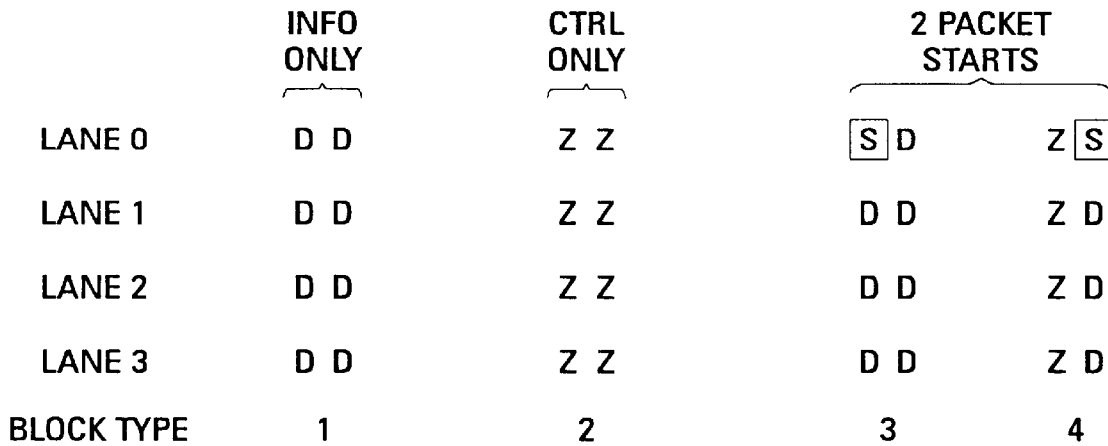 INFO ONLY CTRL ONLY 2 PACKET STARTS
LANE 0 D D Z Z S D Z S
LANE 1 D D Z Z D D Z D
LANE 2 D D Z Z D D Z D
LANE 3 D D Z Z D D Z D
BLOCK TYPE 1 2 3 4